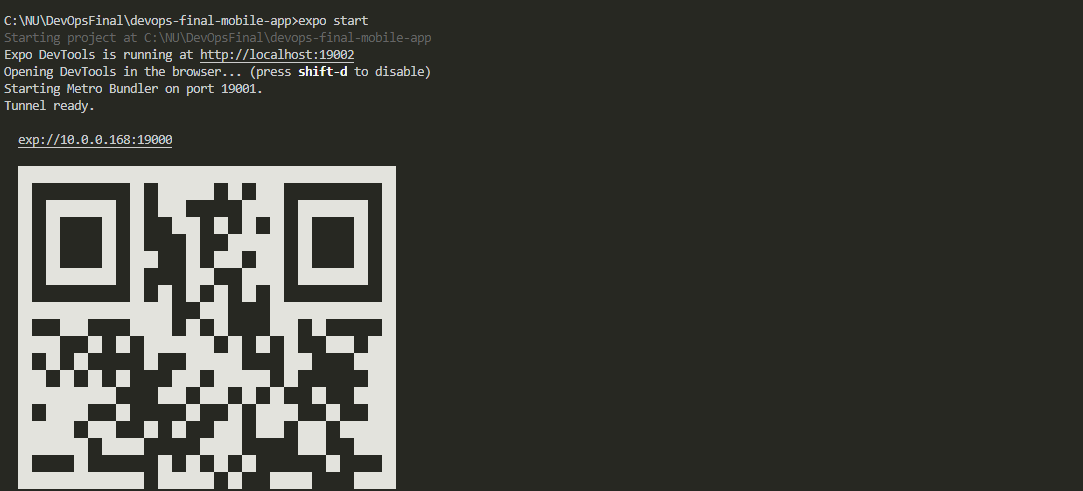 C:\NU\DevOpsFinal\devops-final-mobile-app>expo start
Starting project at C:\NU\DevOpsFinal\devops-final-mobile-app
Expo DevTools is running at http://localhost:19002
Opening DevTools in the browser... (press shift-d to disable)
Starting Metro Bundler on port 19001.
Tunnel ready.
exp://10.0.0.168:19000